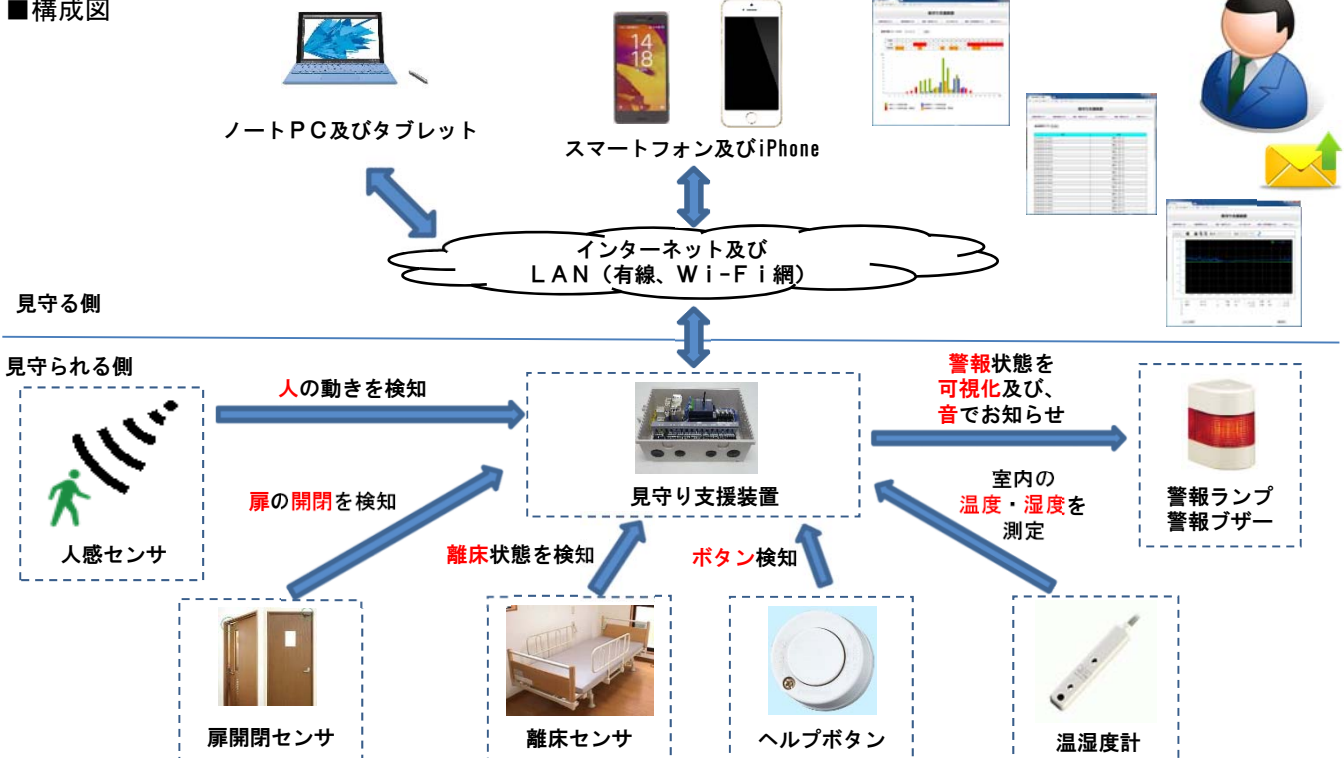 ■構成図
ノートＰＣ及びタブレット
スマートフォン及びiPhone
14
18
インターネット及び
ＬＡＮ（有線、Ｗｉ-Ｆｉ網）
見守る側
見守られる側
人の動きを検知
扉の開閉を検知
離床状態を検知
ボタン検知
警報状態を
可視化及び、
音でお知らせ
室内の
温度・湿度を
測定
見守り支援装置
人感センサ
警報ランプ
警報ブザー
扉開閉センサ
離床センサ
ヘルプボタン
温湿度計